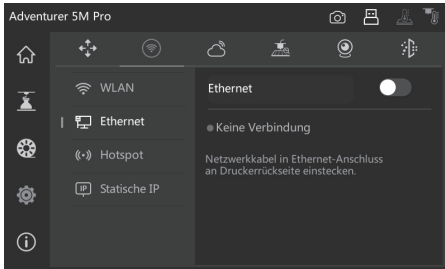 Adventurer 5M Pro
WLAN
Ethernet
Ethernet
Keine Verbindung
Hotspot
Netzwerkkabel in Ethernet-Anschluss
an Druckerrückseite einstecken.
IP Statische IP